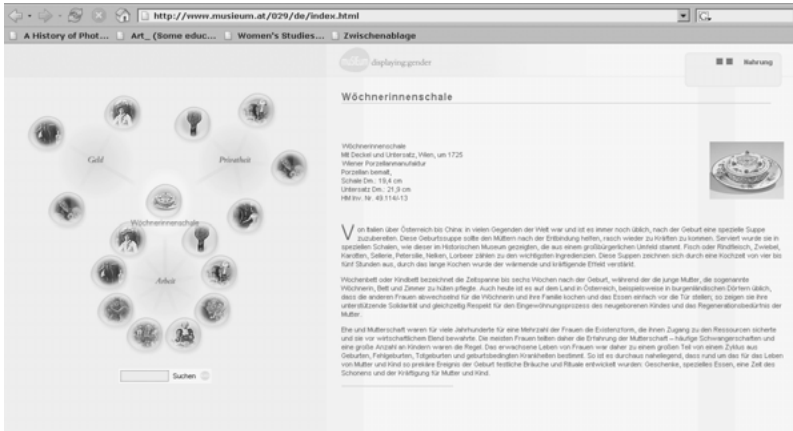 http://www.musieum.at/029/de/index.html
A History of Phot...
Art_ (Some educ...
Women's Studies...
Zwischenablage
musieum displaying:gender
Nahrung
Wöchnerinnenschale
Geld
Privatheit
Wöchnerinnenschale
Arbeit
Suchen
Wöchnerinnenschale
Mit Deckel und Untersatz, Wien, um 1725
Wiener Porzellanmanufaktur
Porzellan bemalt,
Schale Dm.: 19,4 cm
Untersatz Dm.: 21,9 cm
HM Inv. Nr. 49.114/-13
Von Italien über Österreich bis China: in vielen Gegenden der Welt war und ist es immer noch üblich, nach der Geburt eine spezielle Suppe
zuzubereiten. Diese Geburtssuppe sollte den Müttern nach der Entbindung helfen, rasch wieder zu Kräften zu kommen. Serviert wurde sie in
speziellen Schalen, wie dieser im Historischen Museum gezeigten, die aus einem großbürgerlichen Umfeld stammt. Fisch oder Rindfleisch, Zwiebel,
Karotten, Sellerie, Petersilie, Nelken, Lorbeer zählen zu den wichtigsten Ingredienzien. Diese Suppen zeichnen sich durch eine Kochzeit von vier bis
fünf Stunden aus, durch das lange Kochen wurde der wärmende und kräftigende Effekt verstärkt.
Wochenbett oder Kindbett bezeichnet die Zeitspanne bis sechs Wochen nach der Geburt, während der die junge Mutter, die sogenannte
Wöchnerin, Bett und Zimmer zu hüten pflegte. Auch heute ist es auf dem Land in Österreich, beispielsweise in burgenländischen Dörfern üblich,
dass die anderen Frauen abwechselnd für die Wöchnerin und ihre Familie kochen und das Essen einfach vor die Tür stellen, so zeigen sie ihre
unterstützende Solidarität und gleichzeitig Respekt für den Eingewöhnungsprozess des neugeborenen Kindes und das Regenerationsbedürfnis der
Mutter.
Ehe und Mutterschaft waren für viele Jahrhunderte für eine Mehrzahl der Frauen die Existenzform, die ihnen Zugang zu den Ressourcen sicherte
und sie vor wirtschaftlichem Elend bewahrte. Die meisten Frauen teilten daher die Erfahrung der Mutterschaft – häufige Schwangerschaften und
eine große Anzahl an Kindern waren die Regel. Das erwachsene Leben von Frauen war daher zu einem großen Teil von einem Zyklus aus
Geburten, Fehlgeburten, Totgeburten und geburtsbedingten Krankheiten bestimmt. So ist es durchaus naheliegend, dass rund um das für das Leben
von Mutter und Kind so prekäre Ereignis der Geburt festliche Bräuche und Rituale entwickelt wurden: Geschenke, spezielles Essen, eine Zeit des
Schonens und der Kräftigung für Mutter und Kind.